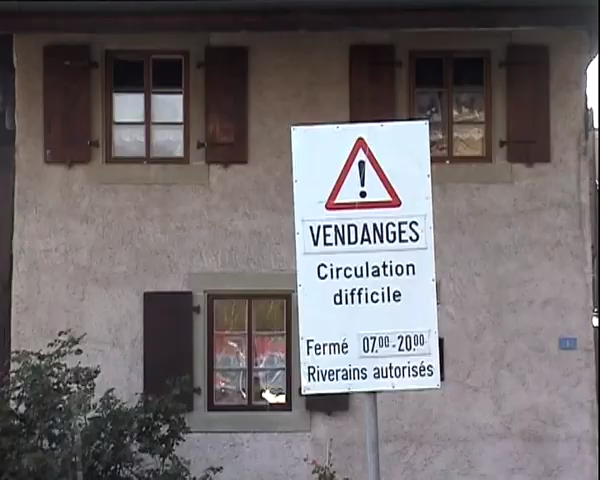 VENDANGES
Circulation
difficile
Fermé 07.00-20.00
Riverains autorisés